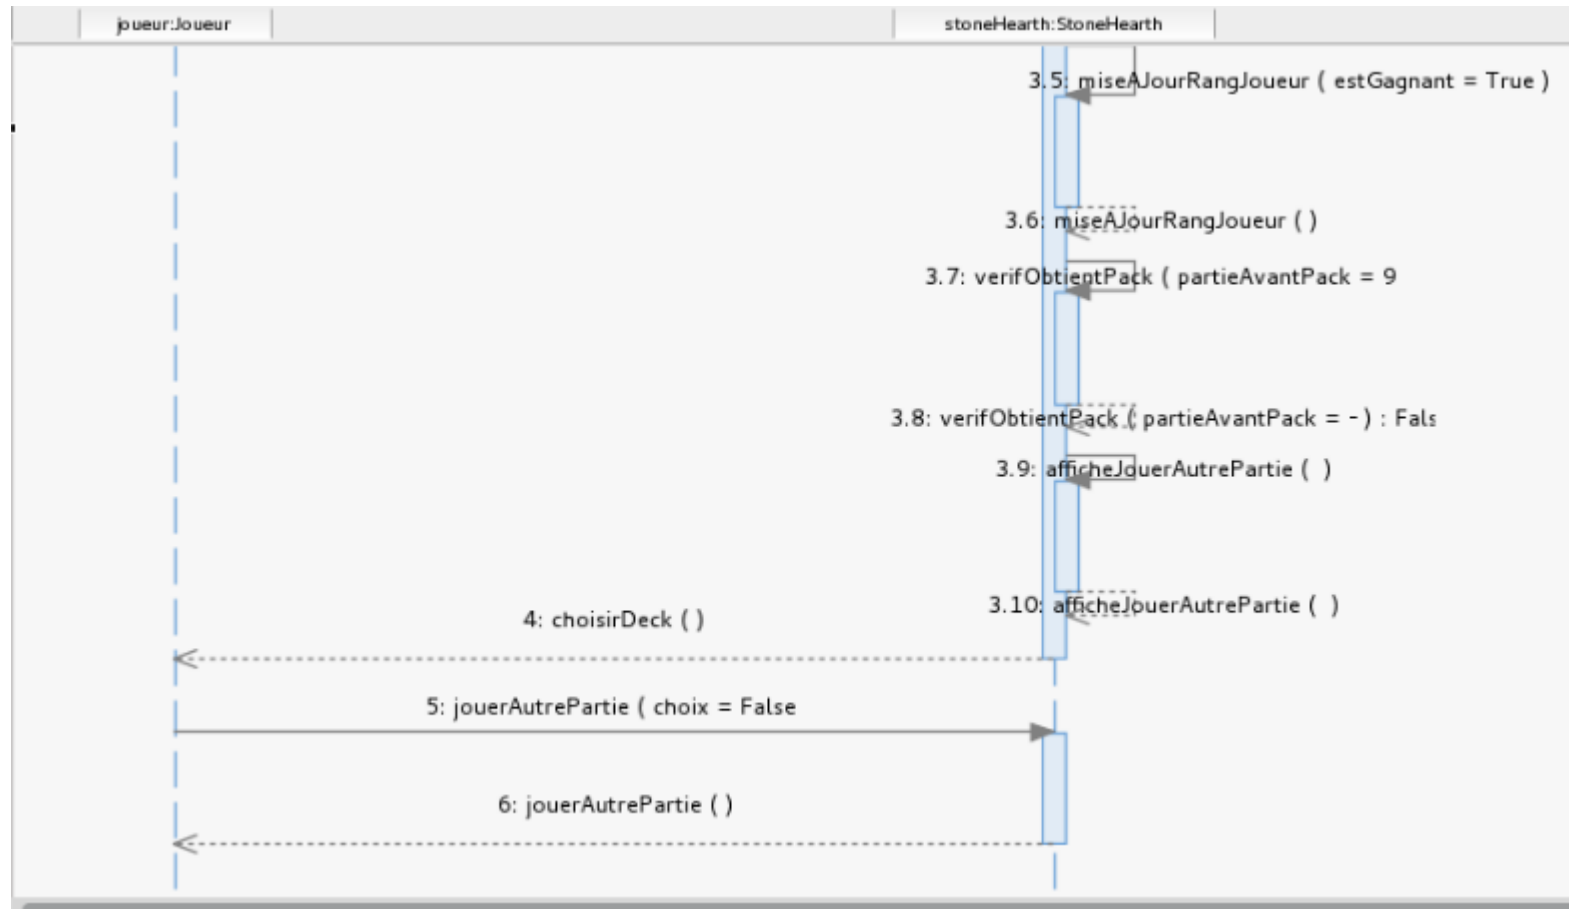 joueur:Joueur
stoneHearth:StoneHearth
3.5: miseAJourRangJoueur ( estGagnant = True )
3.6: miseAJourRangJoueur ( )
3.7: verifObtientPack ( partieAvantPack = 9
3.8: verifObtientPack ( partieAvantPack = - ) : Fals
3.9: afficheJouerAutrePartie ( )
3.10: afficheJouerAutrePartie ( )
4: choisirDeck ( )
5: jouerAutrePartie ( choix = False
6: jouerAutrePartie ( )